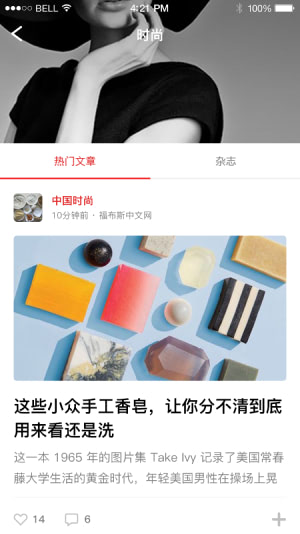 BELL 4:21 PM 100%
时尚
热门文章 杂志
中国时尚
10分钟前 · 福布斯中文网
这些小众手工香皂，让你分不清到底
用来看还是洗
这一本 1965 年的图片集 Take Ivy 记录了美国常春
藤大学生活的黄金时代，年轻美国男性在操场上晃
14 6